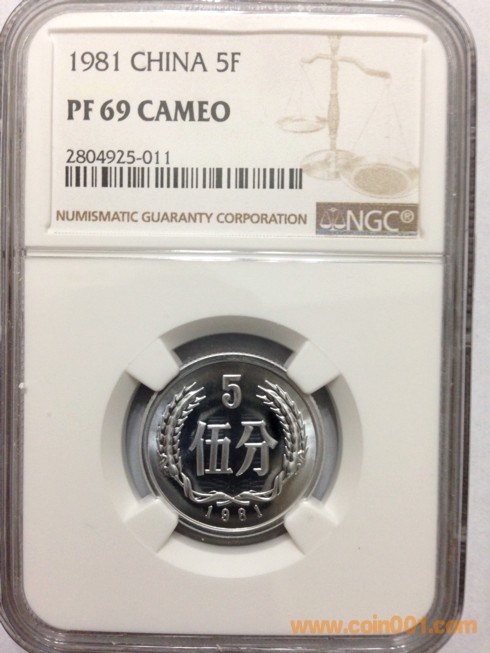 1981 CHINA 5F
PF 69 CAMEO
2804925-011
NUMISMATIC GUARANTY CORPORATION
NGC®
5
伍分
1981
www.coin001.com